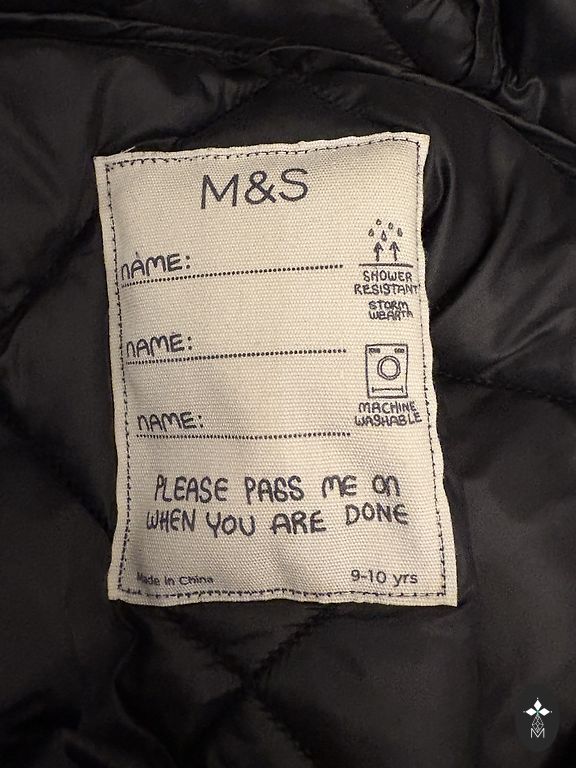 M&S
NAME:
SHOWER
RESISTANT
STORM
WEARTM
NAME:
MACHINE
WASHABLE
NAME:
PLEASE PASS ME ON
WHEN YOU ARE DONE
Made in China
9-10 yrs
M